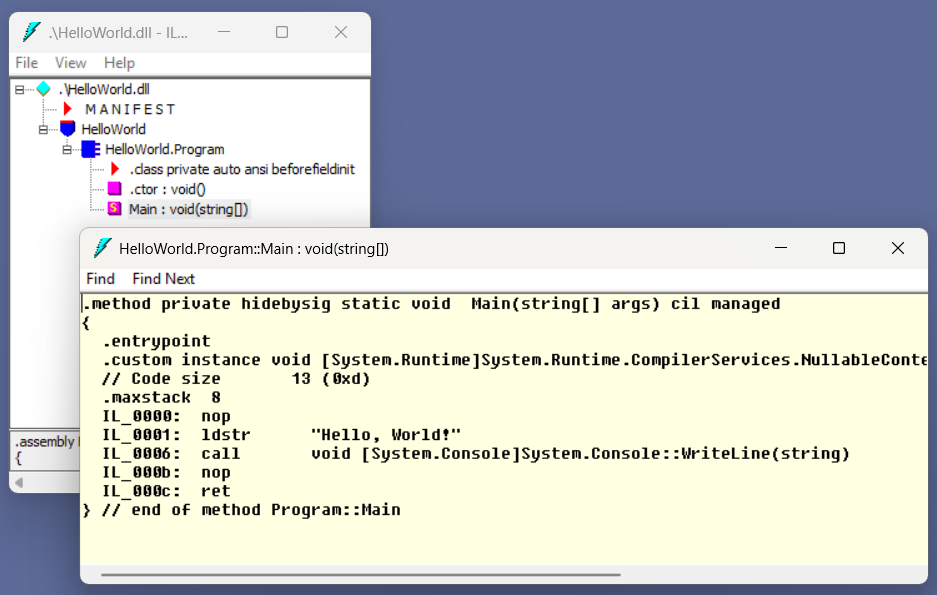 .\HelloWorld.dll - IL...
File View Help
.\HelloWorld.dll
M A N I F E S T
HelloWorld
HelloWorld.Program
.class private auto ansi beforefieldinit
.ctor : void()
Main : void(string[])
.assembly
{
HelloWorld.Program::Main : void(string[])
Find Find Next
.method private hidebysig static void  Main(string[] args) cil managed
{
  .entrypoint
  .custom instance void [System.Runtime]System.Runtime.CompilerServices.NullableConte
  // Code size       13 (0xd)
  .maxstack  8
  IL_0000:  nop
  IL_0001:  ldstr      "Hello, World!"
  IL_0006:  call       void [System.Console]System.Console::WriteLine(string)
  IL_000b:  nop
  IL_000c:  ret
} // end of method Program::Main